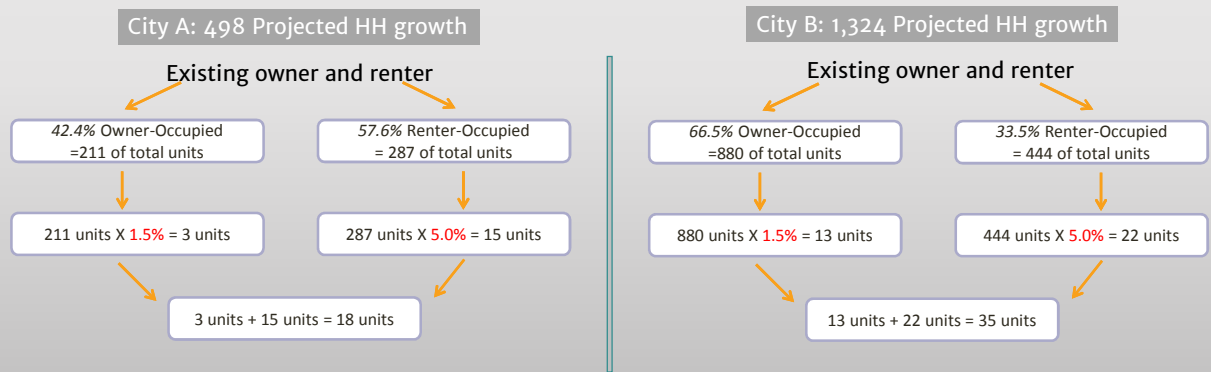 City A: 498 Projected HH growth
Existing owner and renter
42.4% Owner-Occupied
=211 of total units
57.6% Renter-Occupied
= 287 of total units
211 units X 1.5% = 3 units
287 units X 5.0% = 15 units
3 units + 15 units = 18 units
City B: 1,324 Projected HH growth
Existing owner and renter
66.5% Owner-Occupied
=880 of total units
33.5% Renter-Occupied
= 444 of total units
880 units X 1.5% = 13 units
444 units X 5.0% = 22 units
13 units + 22 units = 35 units